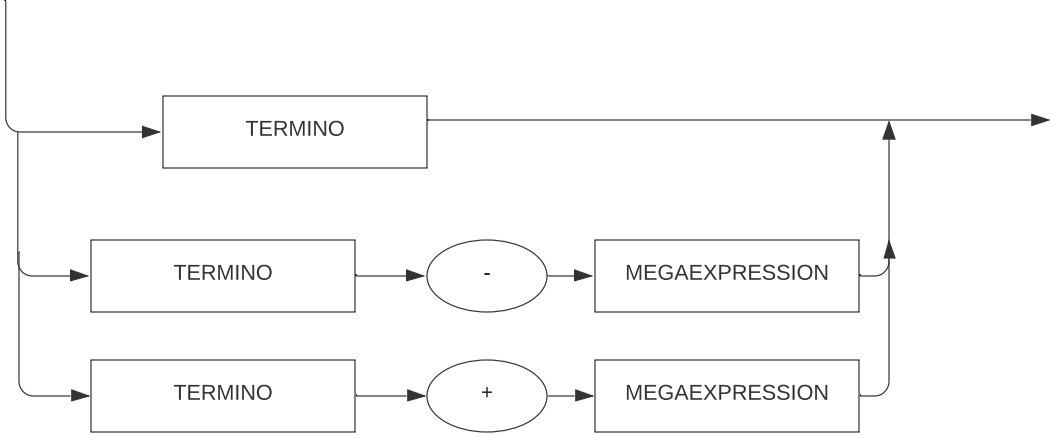 TERMINO
TERMINO - MEGAEXPRESSION
TERMINO + MEGAEXPRESSION